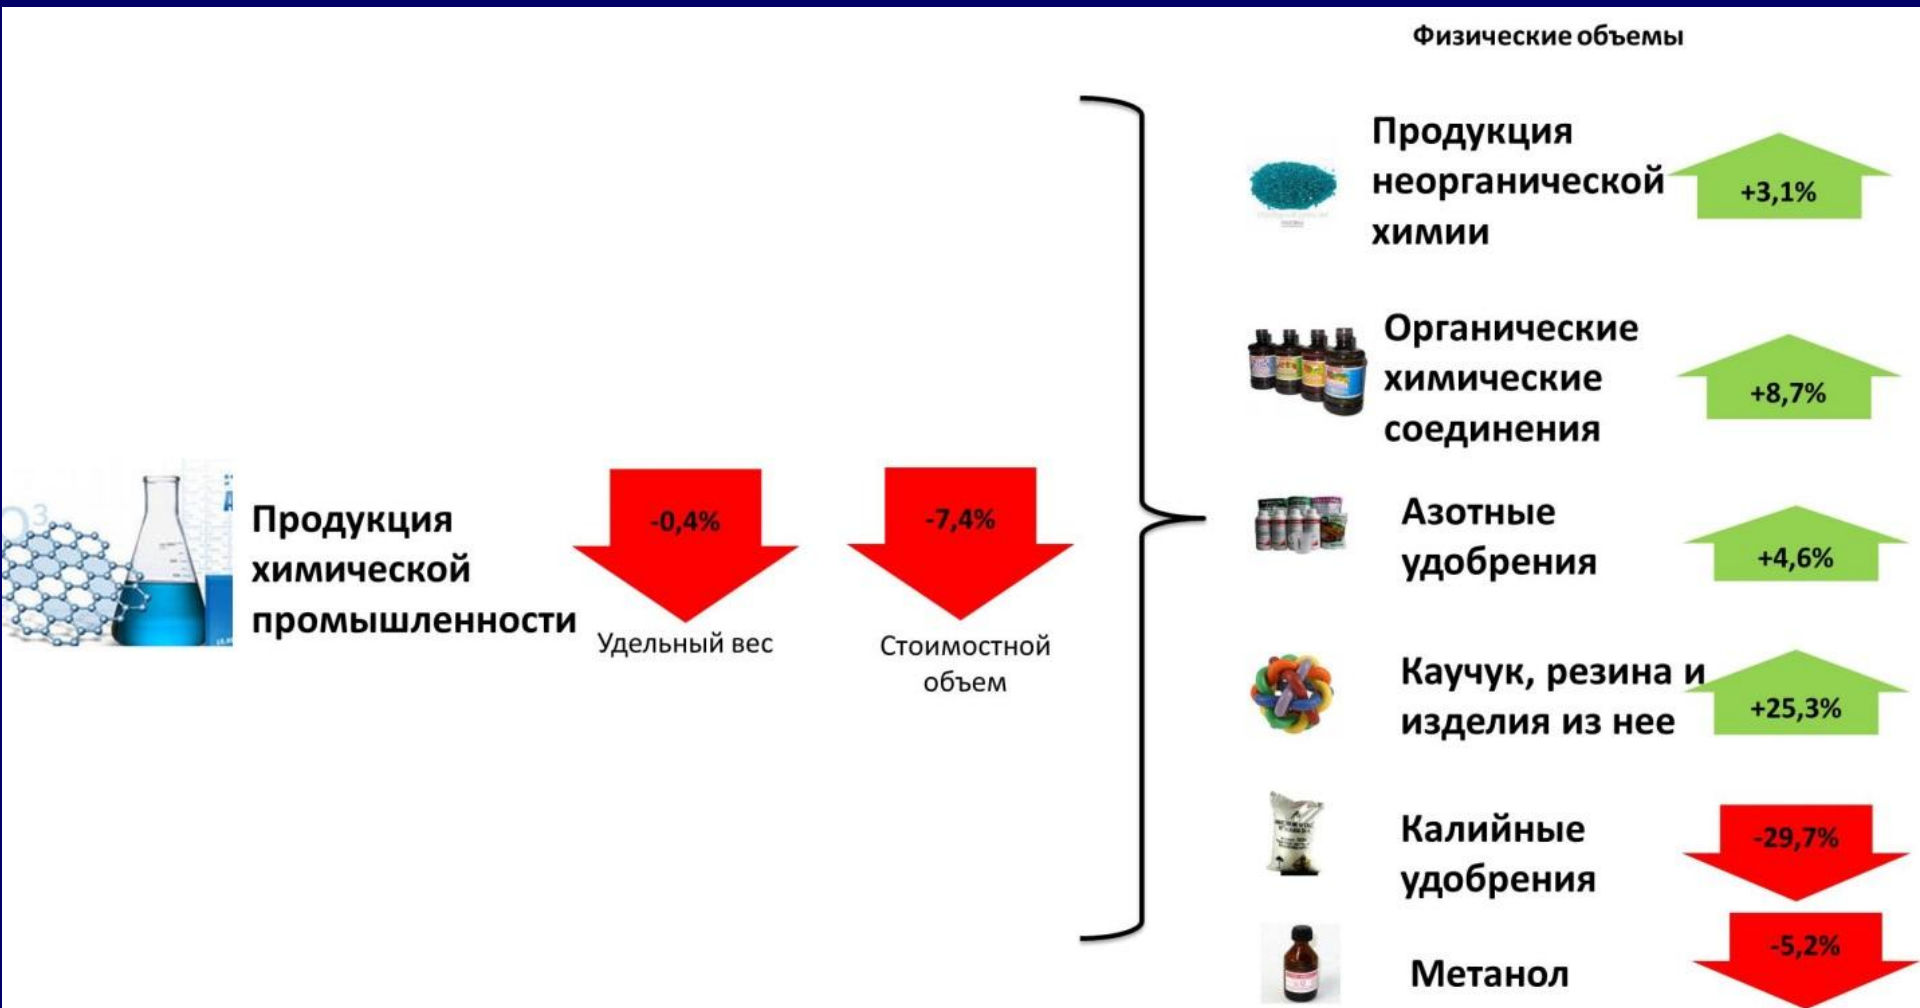 Физические объемы
Продукция
неорганической
химии
+3,1%
Органические
химические
соединения
+8,7%
Продукция
химической
промышленности
-0,4%
Удельный вес
-7,4%
Стоимостной
объем
Азотные
удобрения
+4,6%
Каучук, резина и
изделия из нее
+25,3%
Калийные
удобрения
-29,7%
Метанол
-5,2%